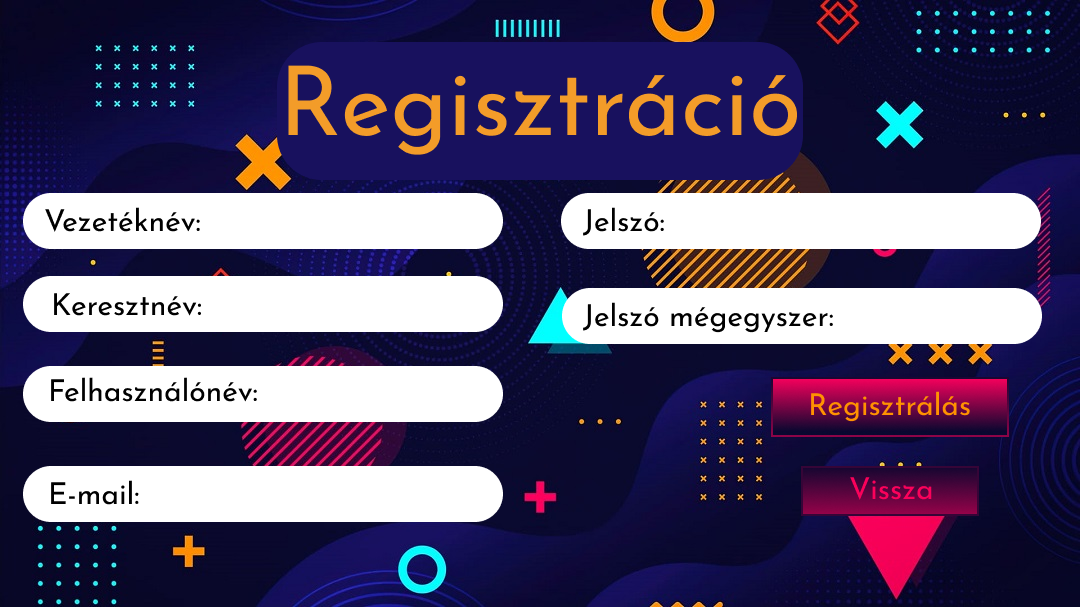 Regisztráció
Vezetéknév:
Keresztnév:
Felhasználónév:
E-mail:
Jelszó:
Jelszó mégegyszer:
Regisztrálás
Vissza